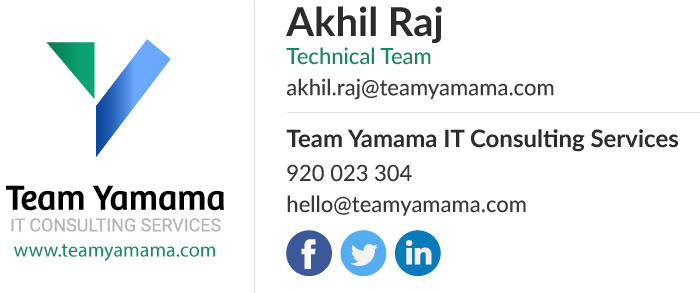 Team Yamama
IT CONSULTING SERVICES
www.teamyamama.com
Akhil Raj
Technical Team
akhil.raj@teamyamama.com
Team Yamama IT Consulting Services
920 023 304
hello@teamyamama.com
f
in